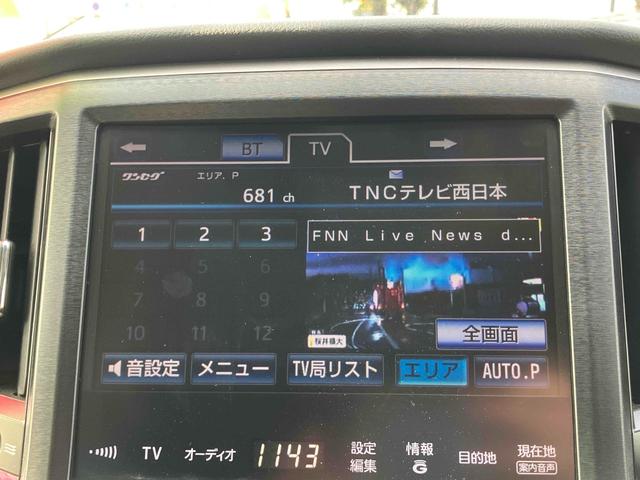 BT TV
ワンセグ エリア. P
681 ch TNCテレビ西日本
1 2 3 FNN Live News d...
4 5 6
7 8 9
10 11 12
桜井積大
全画面
音設定 メニュー TV局リスト エリア AUTO.P
TV オーディオ 1143 設定 編集 情報 G 目的地 現在地 案内音声